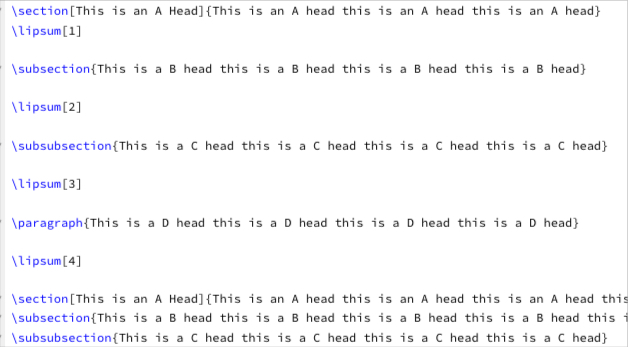 \section[This is an A Head]{This is an A head this is an A head this is an A head}
\lipsum[1]
\subsection{This is a B head this is a B head this is a B head this is a B head}
\lipsum[2]
\subsubsection{This is a C head this is a C head this is a C head this is a C head}
\lipsum[3]
\paragraph{This is a D head this is a D head this is a D head this is a D head}
\lipsum[4]
\section[This is an A Head]{This is an A head this is an A head this is an A head this
\subsection{This is a B head this is a B head this is a B head this is a B head this i
\subsubsection{This is a C head this is a C head this is a C head this is a C head}